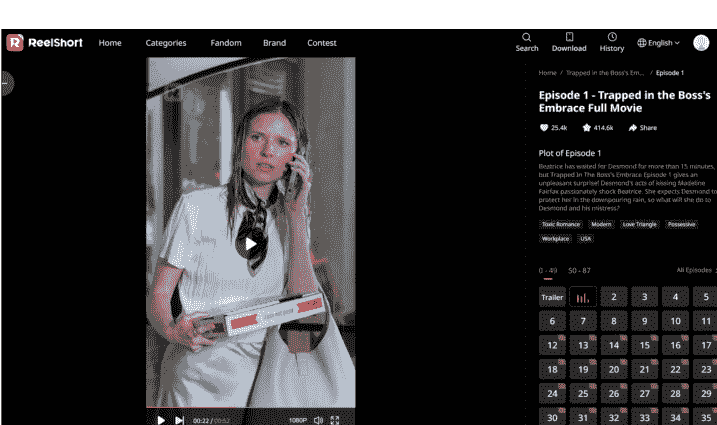 ReelShort
Home
Categories
Fandom
Brand
Contest
Search
Download
History
English
Home / Trapped in the Boss's Em... / Episode 1
Episode 1 - Trapped in the Boss's
Embrace Full Movie
25.4k
414.6k
Share
Plot of Episode 1
Beatrice has waited for Desmond for more than 15 minutes,
but Trapped In The Boss's Embrace Episode 1 gives an
unpleasant surprise! Desmond's acts of kissing Madeline
Fairfax passionately shock Beatrice. She expects Desmond to
protect her in the downpouring rain, so what will she do to
Desmond and his mistress?
Toxic Romance
Modern
Love Triangle
Possessive
Workplace
USA
0 - 49
50 - 87
All Episodes
Trailer 2 3 4 5
6 7 8 9 10 11
12 13 14 15 16 17
18 19 20 21 22 23
24 25 26 27 28 29
30 31 32 33 34 35
00:22 / 00:52
1080P